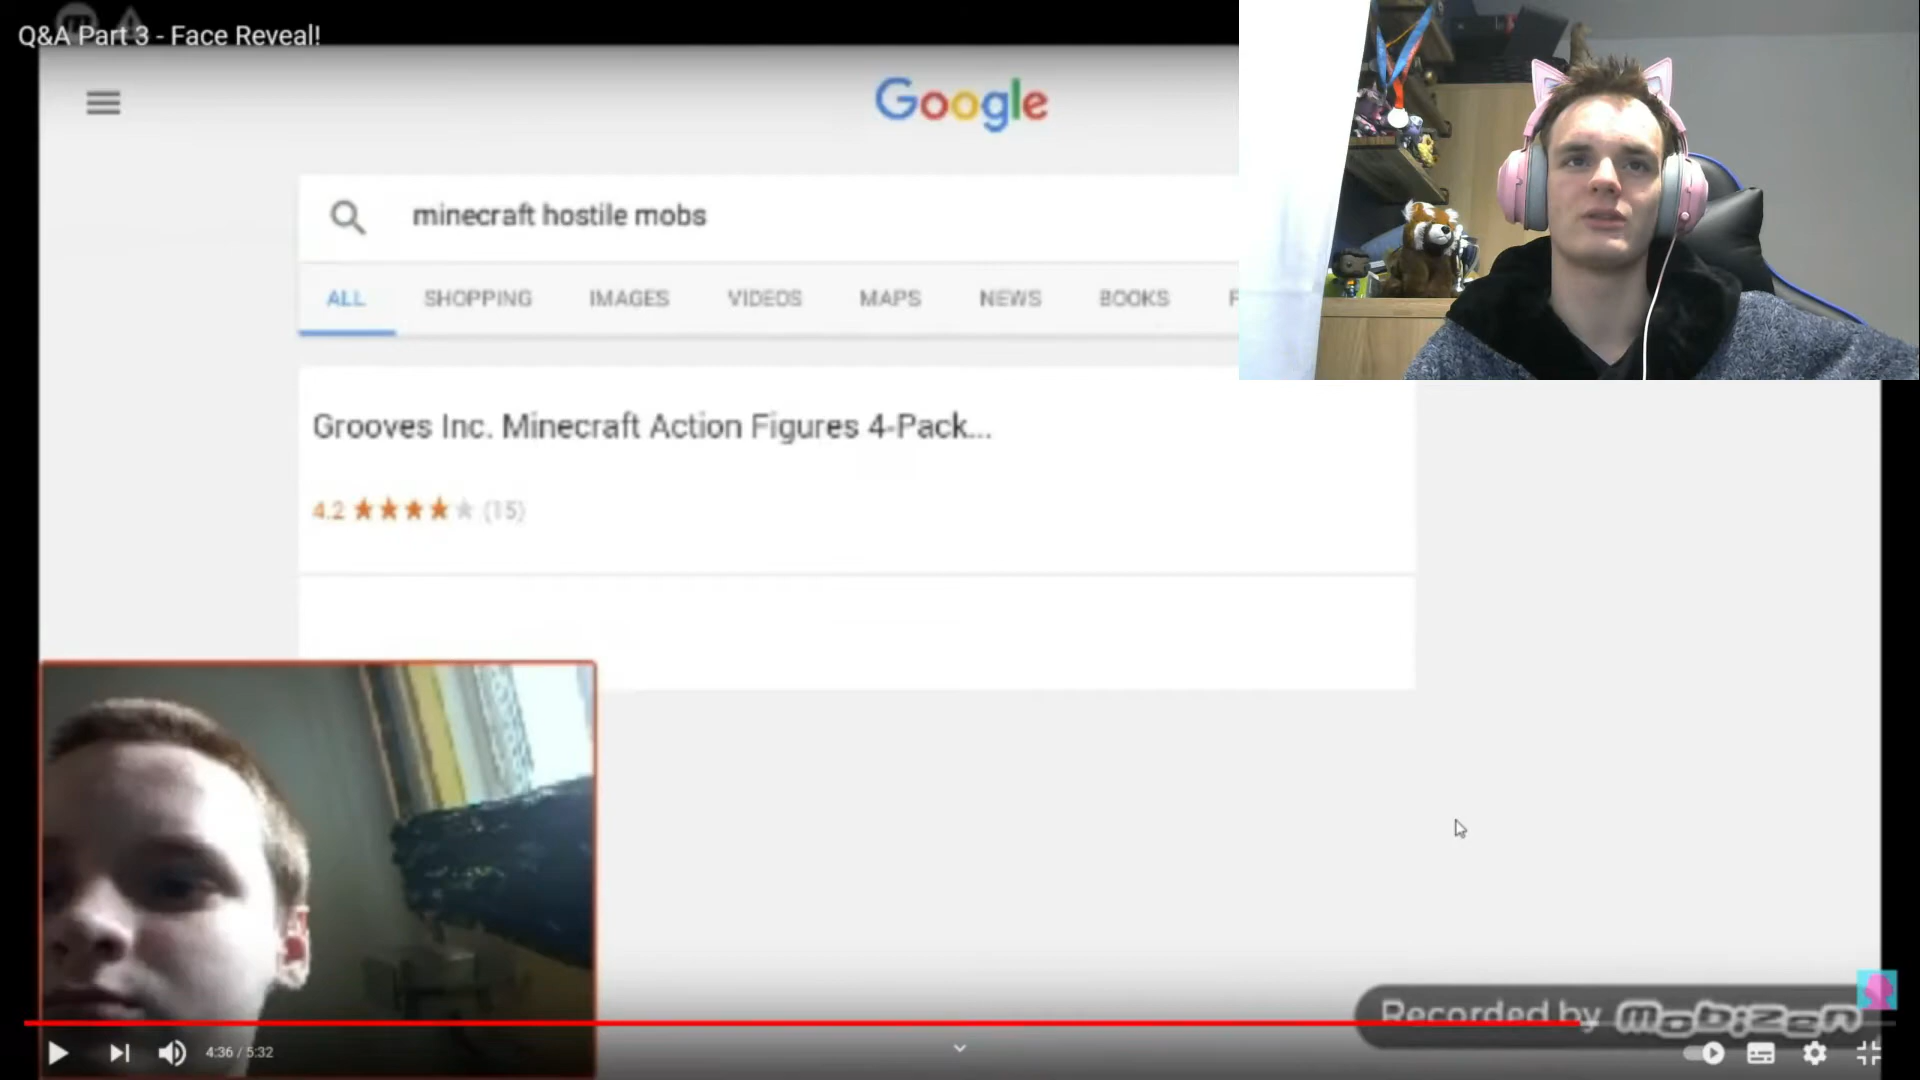 Q&A Part 3 - Face Reveal!
Google
minecraft hostile mobs
ALL SHOPPING IMAGES VIDEOS MAPS NEWS BOOKS F
Grooves Inc. Minecraft Action Figures 4-Pack...
4.2 (15)
Recorded by mobizen
4:36 / 5:32